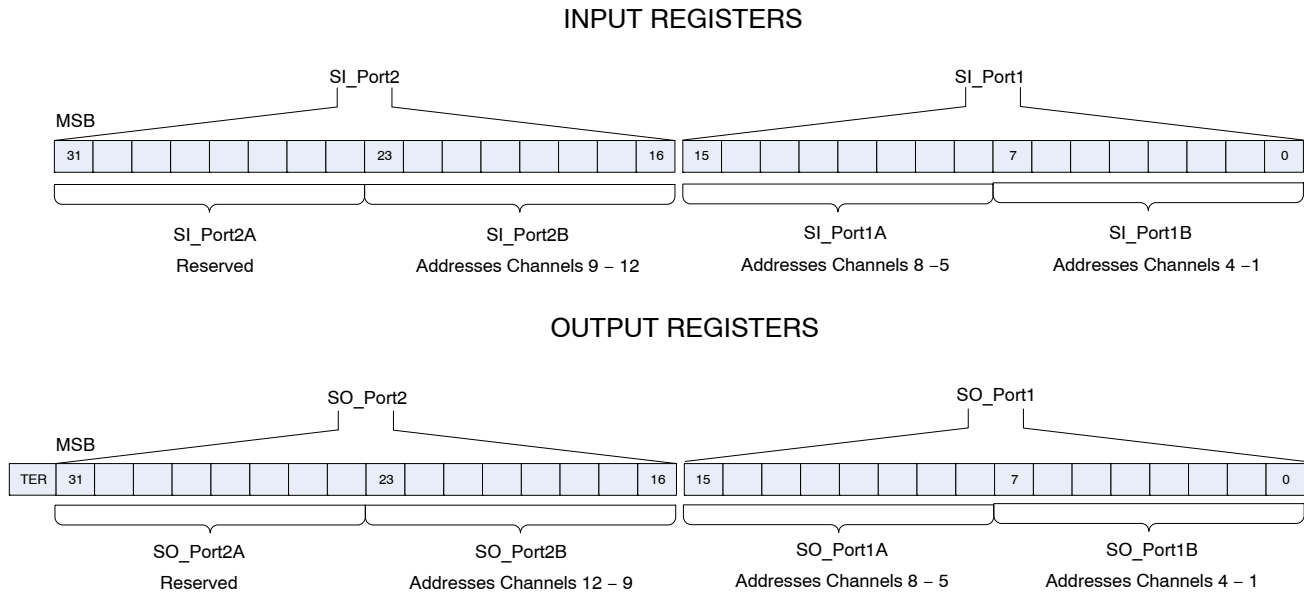 INPUT REGISTERS
SI_Port2
SI_Port1
MSB
31 23 16 15 7 0
SI_Port2A
SI_Port2B
SI_Port1A
SI_Port1B
Reserved
Addresses Channels 9 − 12
Addresses Channels 8 −5
Addresses Channels 4 −1
OUTPUT REGISTERS
SO_Port2
SO_Port1
MSB
TER 31 23 16 15 7 0
SO_Port2A
SO_Port2B
SO_Port1A
SO_Port1B
Reserved
Addresses Channels 12 − 9
Addresses Channels 8 − 5
Addresses Channels 4 − 1